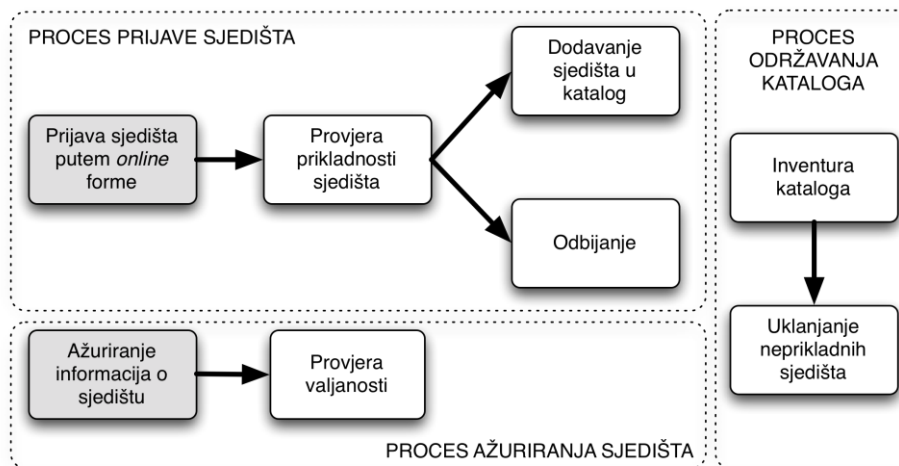 PROCES PRIJAVE SJEDIŠTA
Prijava sjedišta
putem online
forme
Provjera
prikladnosti
sjedišta
Dodavanje
sjedišta u
katalog
Odbijanje
Ažuriranje
informacija o
sjedištu
Provjera
valjanosti
PROCES AŽURIRANJA SJEDIŠTA
PROCES
ODRŽAVANJA
KATALOGA
Inventura
kataloga
Uklanjanje
neprikladnih
sjedišta